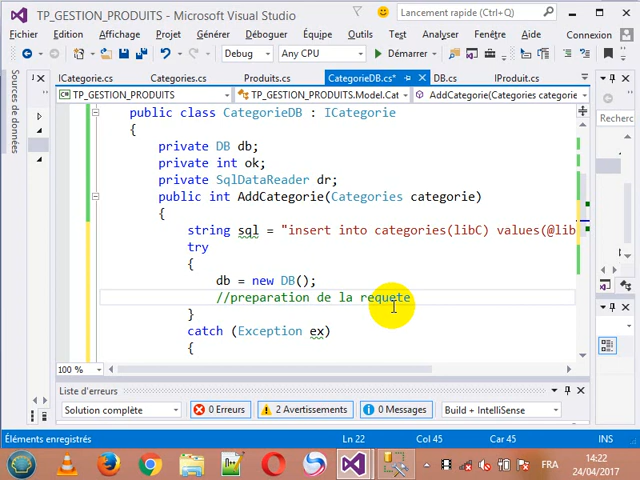 TP_GESTION_PRODUITS - Microsoft Visual Studio
Lancement rapide (Ctrl+Q)
Fichier Edition Affichage Projet Générer Déboguer Equipe Outils Test Analyser Fenêtre Aide Connexion
Debug Any CPU Démarrer
Sources de données
ICategorie.cs Categories.cs Produits.cs CategorieDB.cs* DB.cs IProduit.cs
TP_GESTION_PRODUITS TP_GESTION_PRODUITS.Model.Cat AddCategorie(Categories categorie
Recherc
public class CategorieDB : ICategorie
{
private DB db;
private int ok;
private SqlDataReader dr;
public int AddCategorie(Categories categorie)
{
string sql = "insert into categories(libC) values(@lib
try
{
db = new DB();
//preparation de la requete
}
catch (Exception ex)
{
100 %
Liste d'erreurs
Solution complète 0 Erreurs 2 Avertissements 0 Messages Build + IntelliSense
Éléments enregistrés Ln 22 Col 45 Car 45 INS
FRA 14:22
24/04/2017